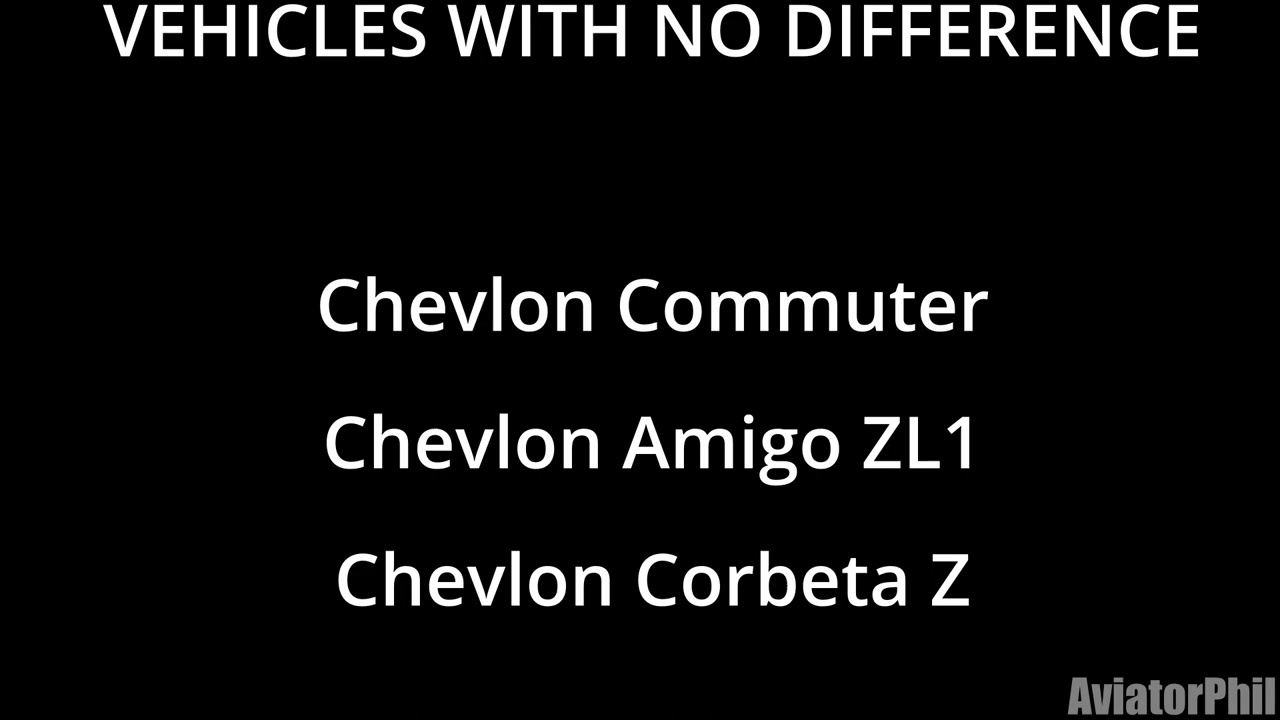 VEHICLES WITH NO DIFFERENCE
Chevlon Commuter
Chevlon Amigo ZL1
Chevlon Corbeta Z
AviatorPhil